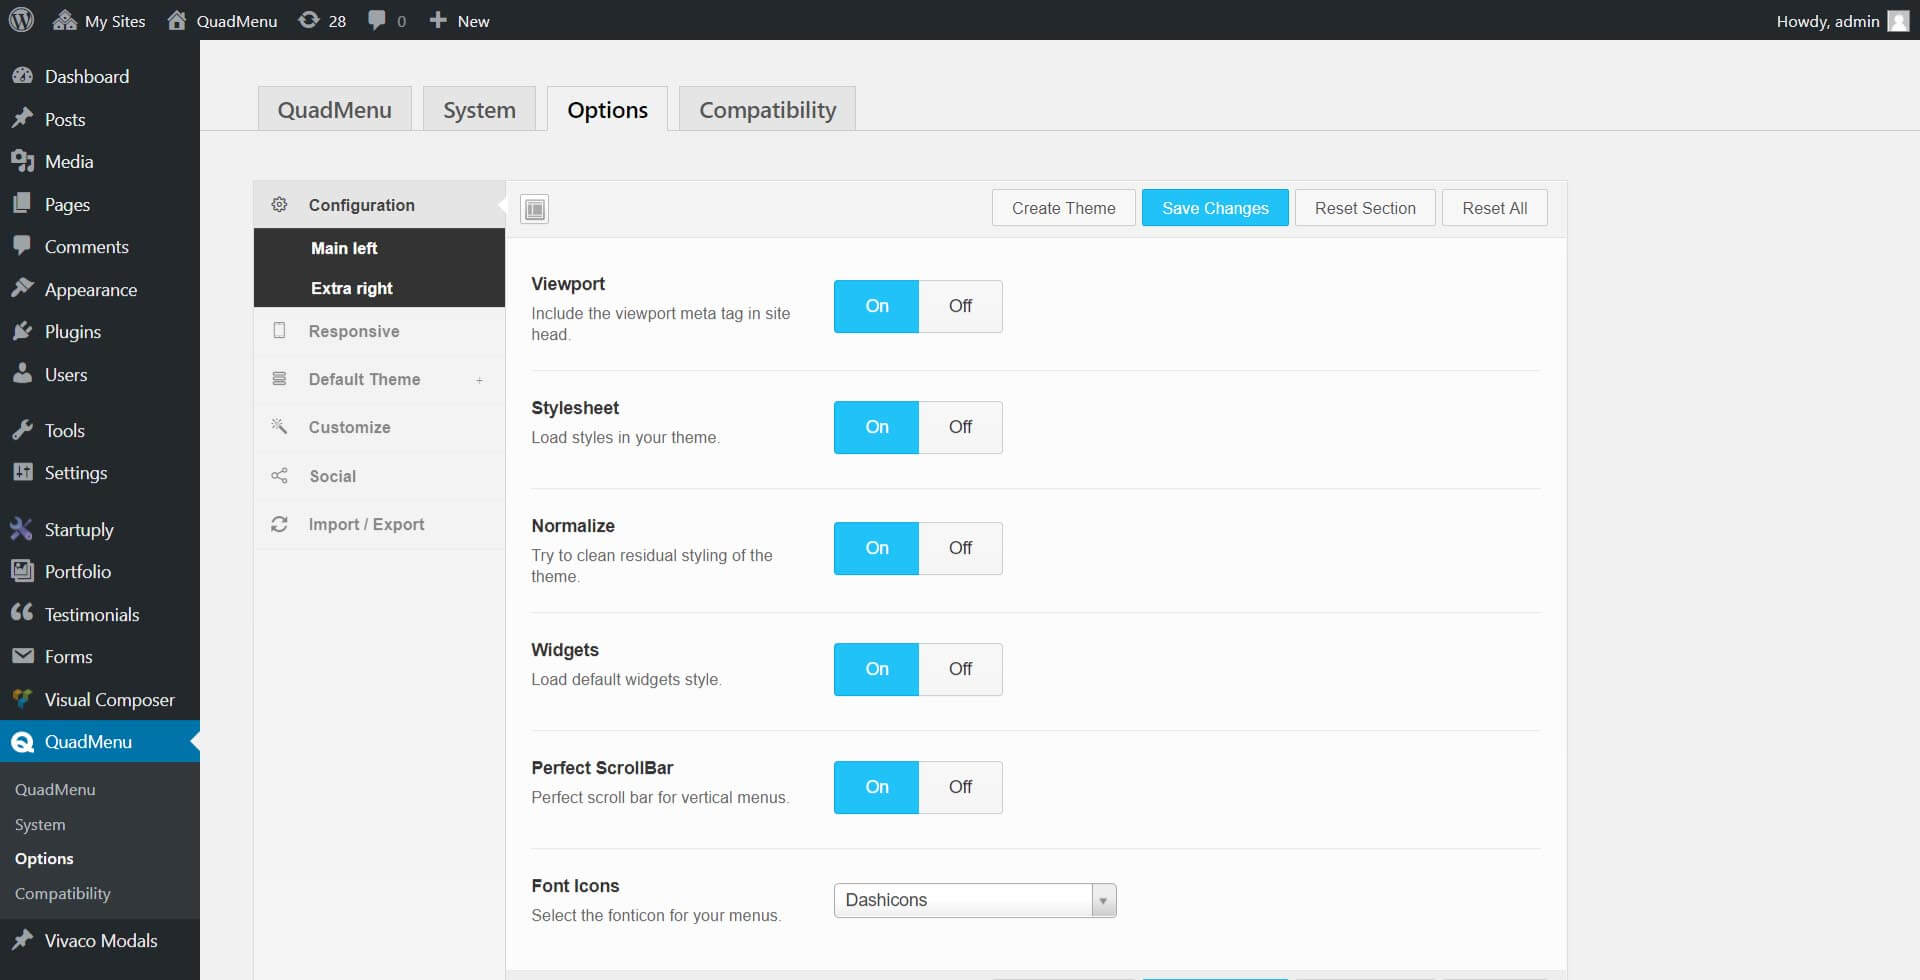 My Sites
QuadMenu
28
0
New
Howdy, admin
Dashboard
Posts
Media
Pages
Comments
Appearance
Plugins
Users
Tools
Settings
Startuply
Portfolio
Testimonials
Forms
Visual Composer
QuadMenu
QuadMenu
System
Options
Compatibility
Vivaco Modals
QuadMenu
System
Options
Compatibility
Configuration
Main left
Extra right
Responsive
Default Theme +
Customize
Social
Import / Export
Create Theme
Save Changes
Reset Section
Reset All
Viewport
Include the viewport meta tag in site
head.
On Off
Stylesheet
Load styles in your theme.
On Off
Normalize
Try to clean residual styling of the
theme.
On Off
Widgets
Load default widgets style.
On Off
Perfect ScrollBar
Perfect scroll bar for vertical menus.
On Off
Font Icons
Select the fonticon for your menus.
Dashicons